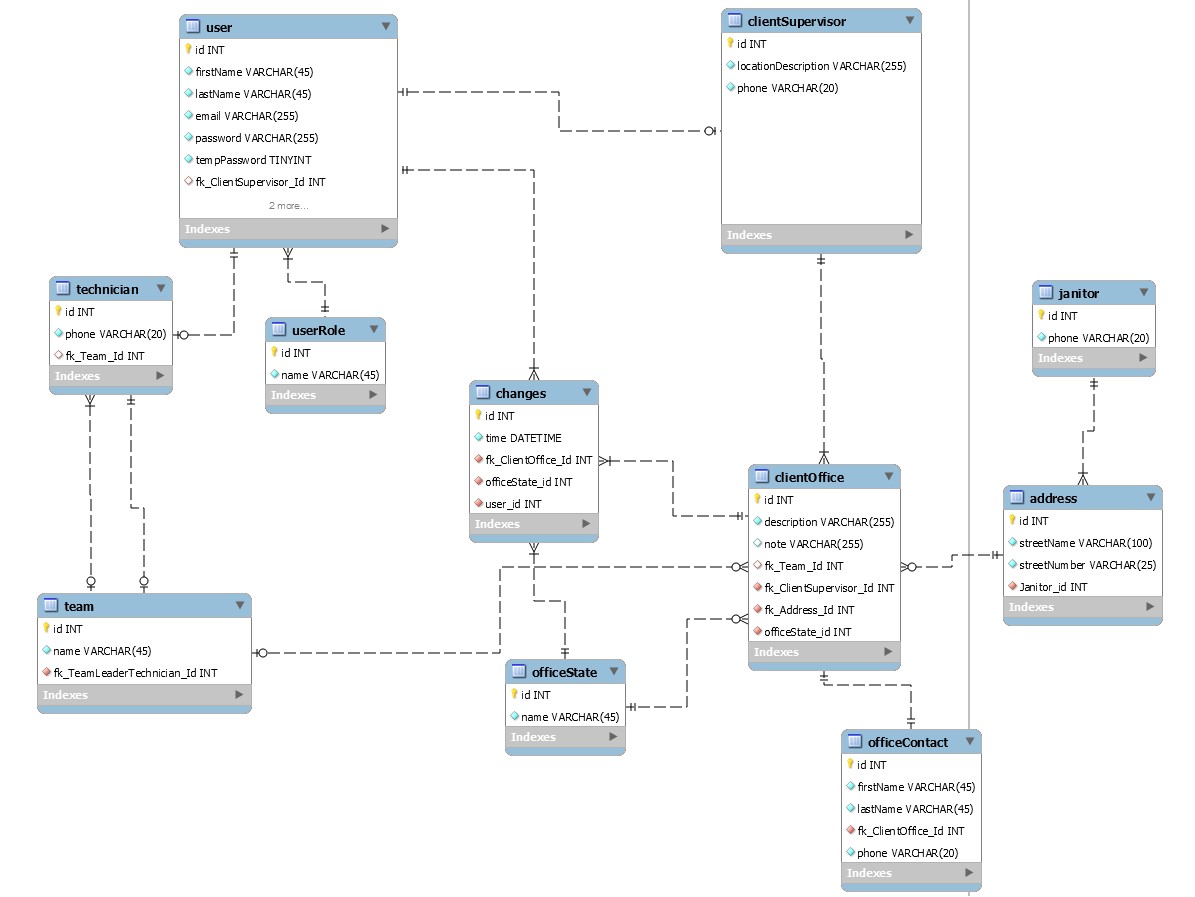 user
id INT
firstName VARCHAR(45)
lastName VARCHAR(45)
email VARCHAR(255)
password VARCHAR(255)
tempPassword TINYINT
fk_ClientSupervisor_Id INT
2 more...
Indexes
clientSupervisor
id INT
locationDescription VARCHAR(255)
phone VARCHAR(20)
Indexes
technician
id INT
phone VARCHAR(20)
fk_Team_Id INT
Indexes
userRole
id INT
name VARCHAR(45)
Indexes
janitor
id INT
phone VARCHAR(20)
Indexes
changes
id INT
time DATETIME
fk_ClientOffice_Id INT
officeState_id INT
user_id INT
Indexes
clientOffice
id INT
description VARCHAR(255)
note VARCHAR(255)
fk_Team_Id INT
fk_ClientSupervisor_Id INT
fk_Address_Id INT
officeState_id INT
Indexes
address
id INT
streetName VARCHAR(100)
streetNumber VARCHAR(25)
Janitor_id INT
Indexes
team
id INT
name VARCHAR(45)
fk_TeamLeaderTechnician_Id INT
Indexes
officeState
id INT
name VARCHAR(45)
Indexes
officeContact
id INT
firstName VARCHAR(45)
lastName VARCHAR(45)
fk_ClientOffice_Id INT
phone VARCHAR(20)
Indexes